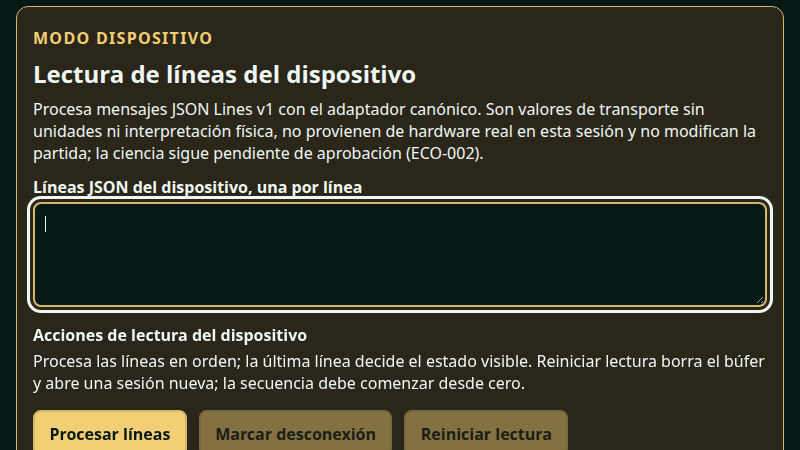 MODO DISPOSITIVO
Lectura de líneas del dispositivo
Procesa mensajes JSON Lines v1 con el adaptador canónico. Son valores de transporte sin
unidades ni interpretación física, no provienen de hardware real en esta sesión y no modifican la
partida; la ciencia sigue pendiente de aprobación (ECO-002).
Líneas JSON del dispositivo, una por línea
Acciones de lectura del dispositivo
Procesa las líneas en orden; la última línea decide el estado visible. Reiniciar lectura borra el búfer
y abre una sesión nueva; la secuencia debe comenzar desde cero.
Procesar líneas
Marcar desconexión
Reiniciar lectura